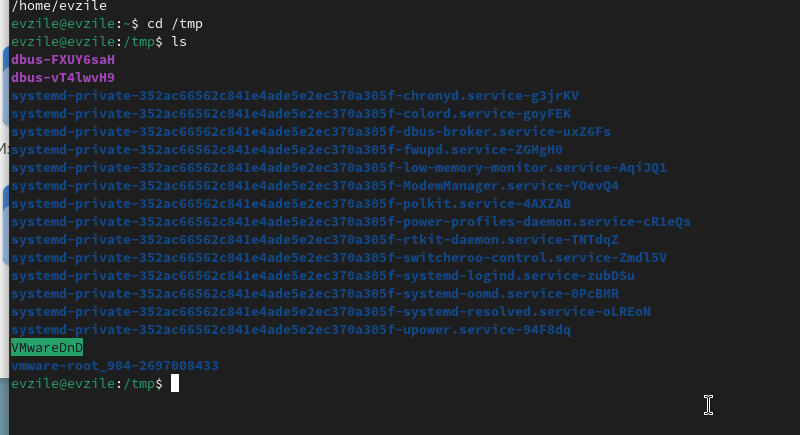 /home/evzile
evzile@evzile:~$ cd /tmp
evzile@evzile:/tmp$ ls
dbus-FXUY6saH
dbus-vT4lwvH9
systemd-private-352ac66562c841e4ade5e2ec370a305f-chronyd.service-g3jrKV
systemd-private-352ac66562c841e4ade5e2ec370a305f-colord.service-goyFEK
systemd-private-352ac66562c841e4ade5e2ec370a305f-dbus-broker.service-uxZ6Fs
systemd-private-352ac66562c841e4ade5e2ec370a305f-fwupd.service-ZGMgH0
systemd-private-352ac66562c841e4ade5e2ec370a305f-low-memory-monitor.service-AqiJQ1
systemd-private-352ac66562c841e4ade5e2ec370a305f-ModemManager.service-YOevQ4
systemd-private-352ac66562c841e4ade5e2ec370a305f-polkit.service-4AXZAB
systemd-private-352ac66562c841e4ade5e2ec370a305f-power-profiles-daemon.service-cR1eQs
systemd-private-352ac66562c841e4ade5e2ec370a305f-rtkit-daemon.service-TNTdqZ
systemd-private-352ac66562c841e4ade5e2ec370a305f-switcheroo-control.service-Zmdl5V
systemd-private-352ac66562c841e4ade5e2ec370a305f-systemd-logind.service-zubDSu
systemd-private-352ac66562c841e4ade5e2ec370a305f-systemd-oomd.service-0PcBMR
systemd-private-352ac66562c841e4ade5e2ec370a305f-systemd-resolved.service-oLREoN
systemd-private-352ac66562c841e4ade5e2ec370a305f-upower.service-94F8dq
VMwareDnD
vmware-root_904-2697008433
evzile@evzile:/tmp$